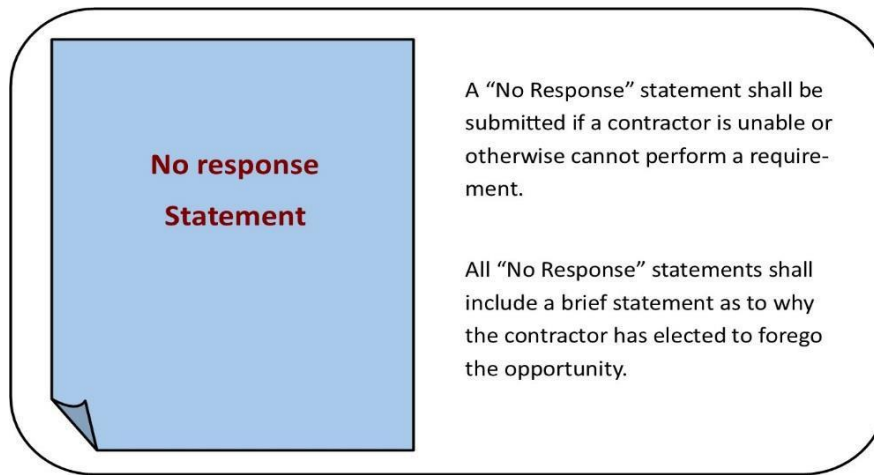 No response
Statement
A “No Response” statement shall be
submitted if a contractor is unable or
otherwise cannot perform a require-
ment.
All “No Response” statements shall
include a brief statement as to why
the contractor has elected to forego
the opportunity.